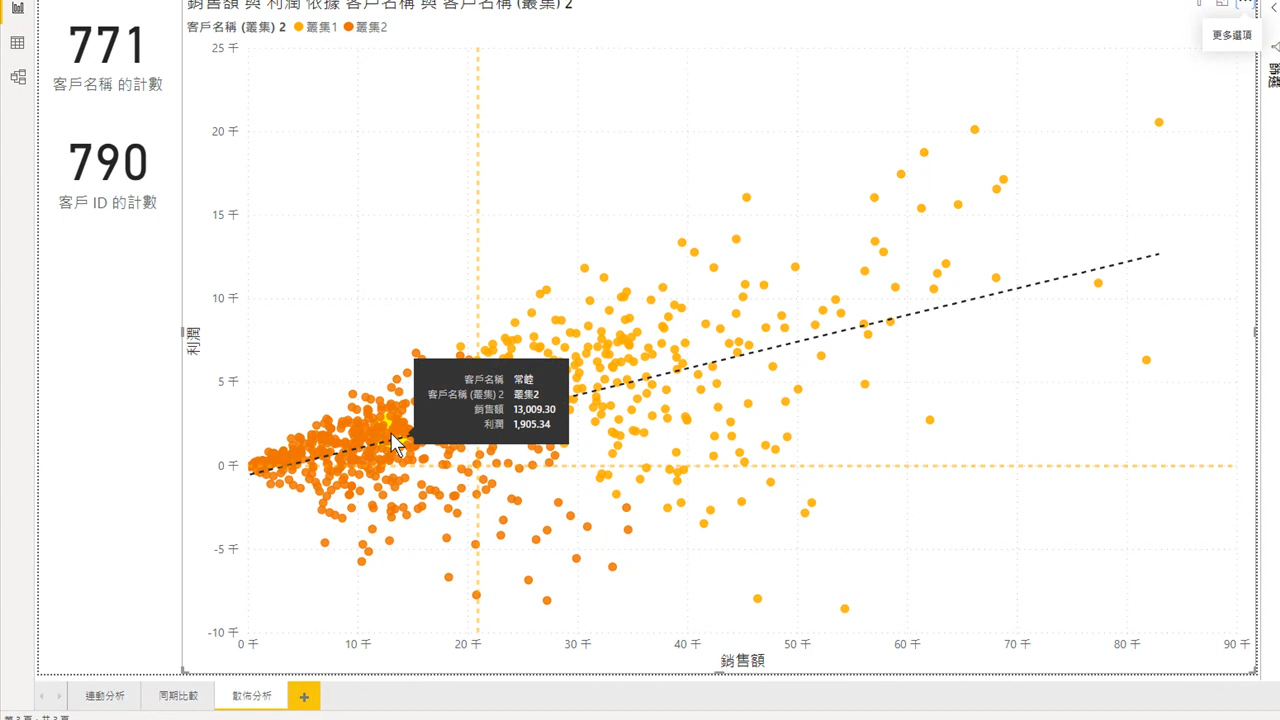 銷售額 與 利潤 依據 客戶名稱 與 客戶名稱 (叢集) 2
客戶名稱 (叢集) 2 叢集1 叢集2
更多選項
771
客戶名稱 的計數
790
客戶 ID 的計數
25 千
20 千
15 千
10 千
5 千
0 千
-5 千
-10 千
利潤
客戶名稱 常睦
客戶名稱 (叢集) 2 叢集2
銷售額 13,009.30
利潤 1,905.34
0 千 10 千 20 千 30 千 40 千 50 千 60 千 70 千 80 千 90 千
銷售額
連動分析 同期比較 散佈分析 +